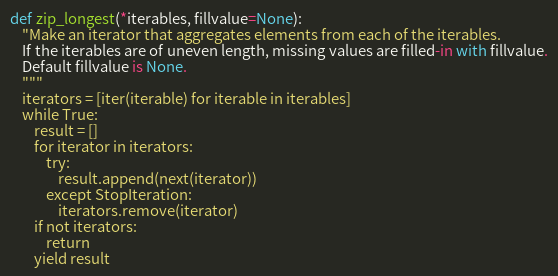 def zip_longest(*iterables, fillvalue=None):
"Make an iterator that aggregates elements from each of the iterables.
If the iterables are of uneven length, missing values are filled-in with fillvalue.
Default fillvalue is None.
"""
iterators = [iter(iterable) for iterable in iterables]
while True:
result = []
for iterator in iterators:
try:
result.append(next(iterator))
except StopIteration:
iterators.remove(iterator)
if not iterators:
return
yield result